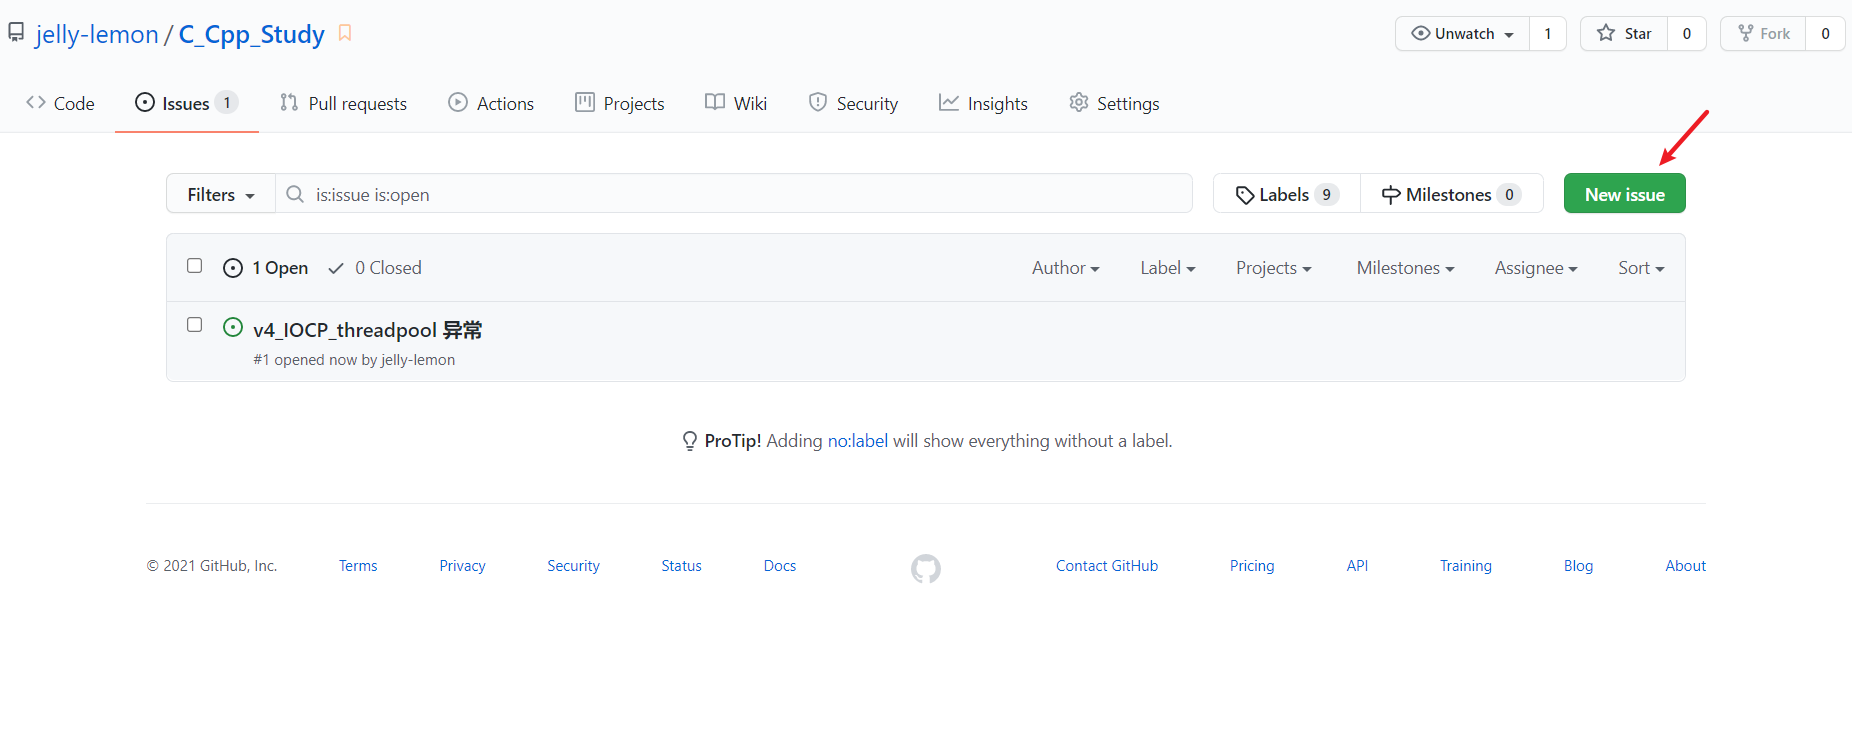 jelly-lemon / C_Cpp_Study Unwatch 1 Star 0 Fork 0
Code Issues 1 Pull requests Actions Projects Wiki Security Insights Settings
Filters is:issue is:open Labels 9 Milestones 0 New issue
1 Open 0 Closed Author Label Projects Milestones Assignee Sort
v4_IOCP_threadpool 异常
#1 opened now by jelly-lemon
ProTip! Adding no:label will show everything without a label.
© 2021 GitHub, Inc. Terms Privacy Security Status Docs Contact GitHub Pricing API Training Blog About